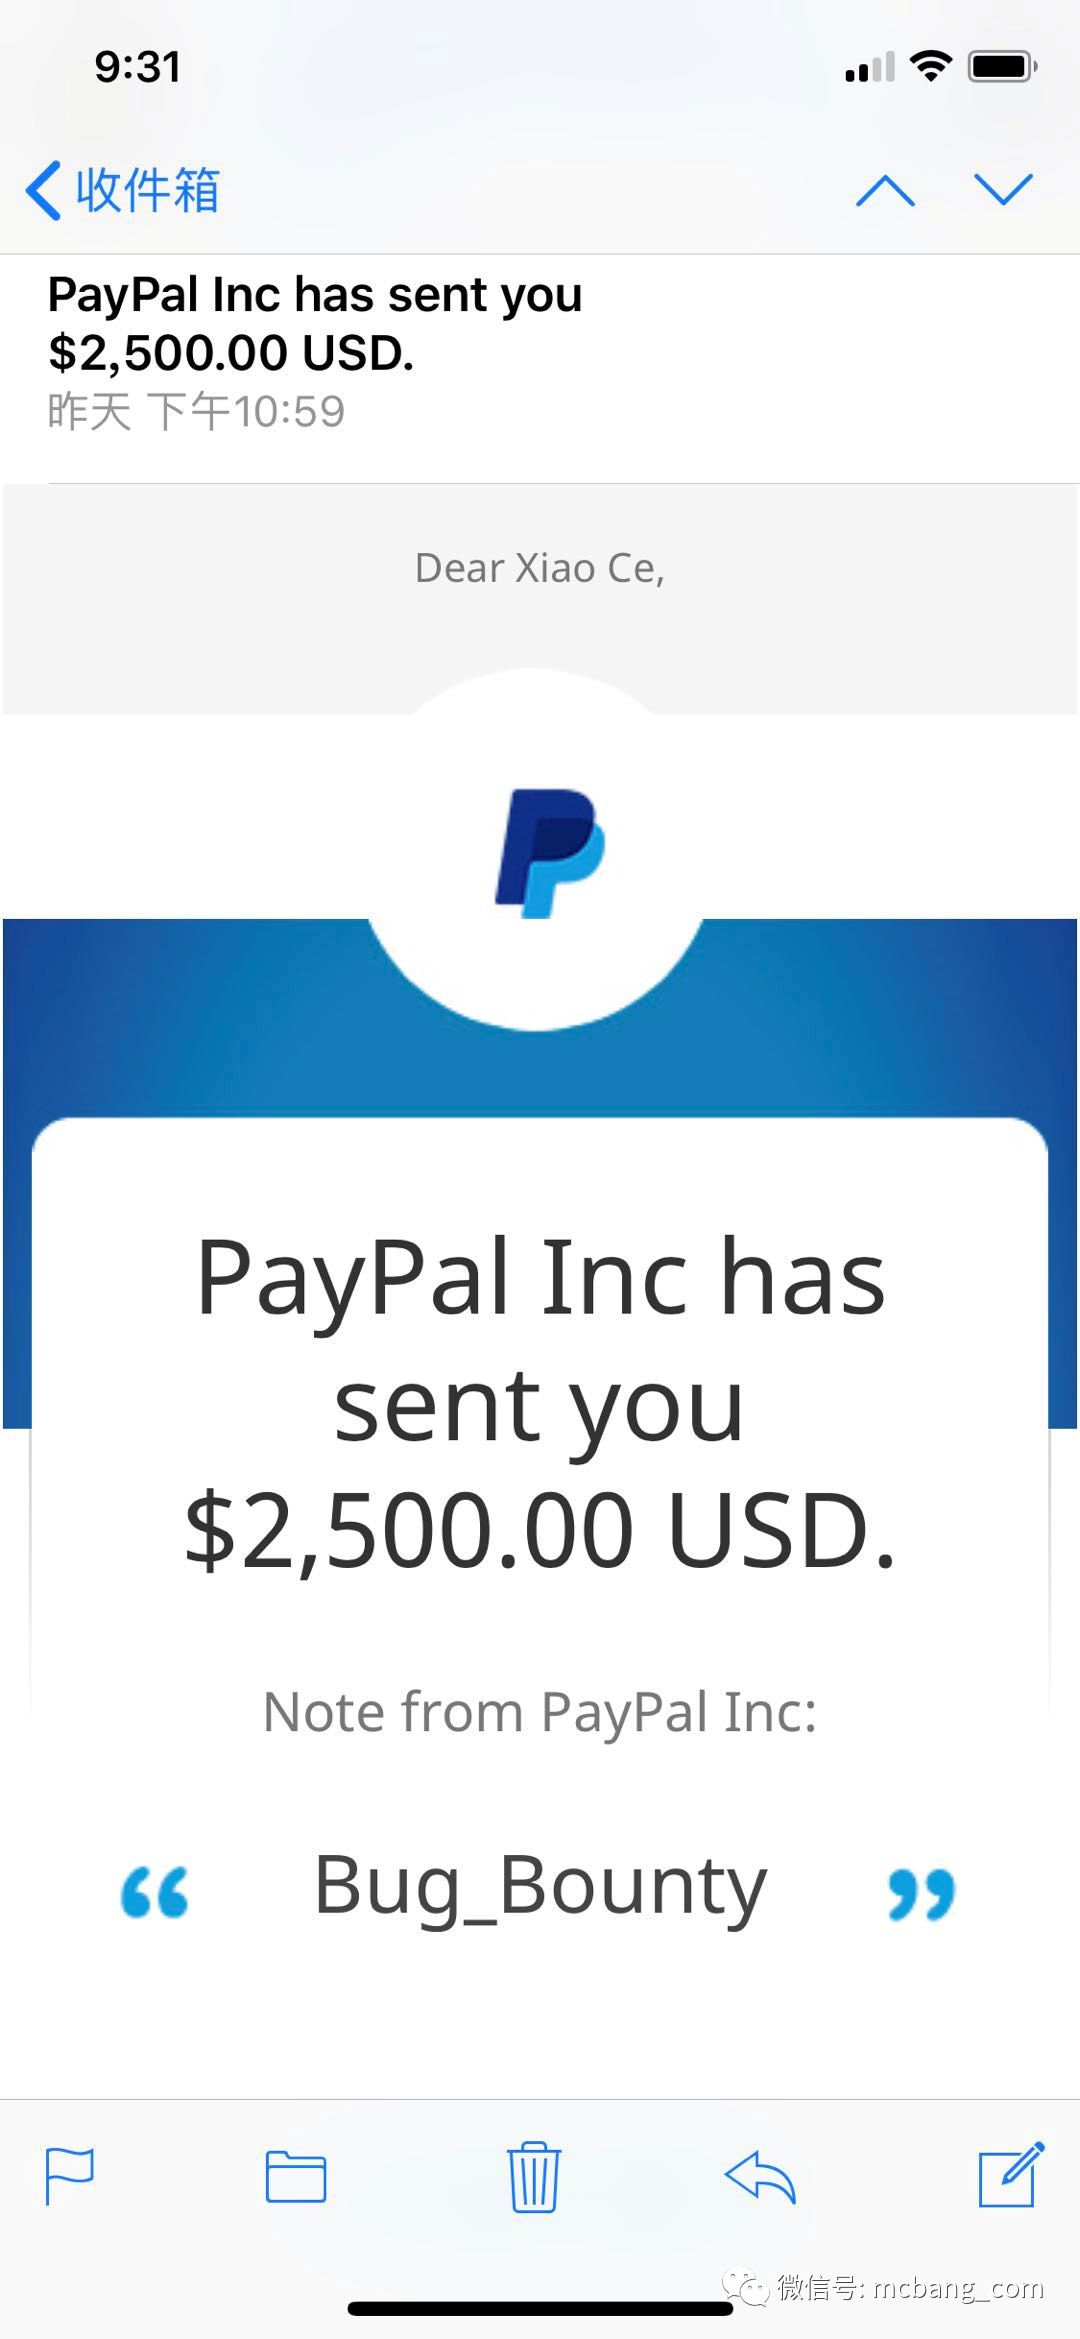 9:31
收件箱
PayPal Inc has sent you
$2,500.00 USD.
昨天 下午10:59
Dear Xiao Ce,
PayPal Inc has
sent you
$2,500.00 USD.
Note from PayPal Inc:
“ Bug_Bounty ”
微信号: mcbang_com